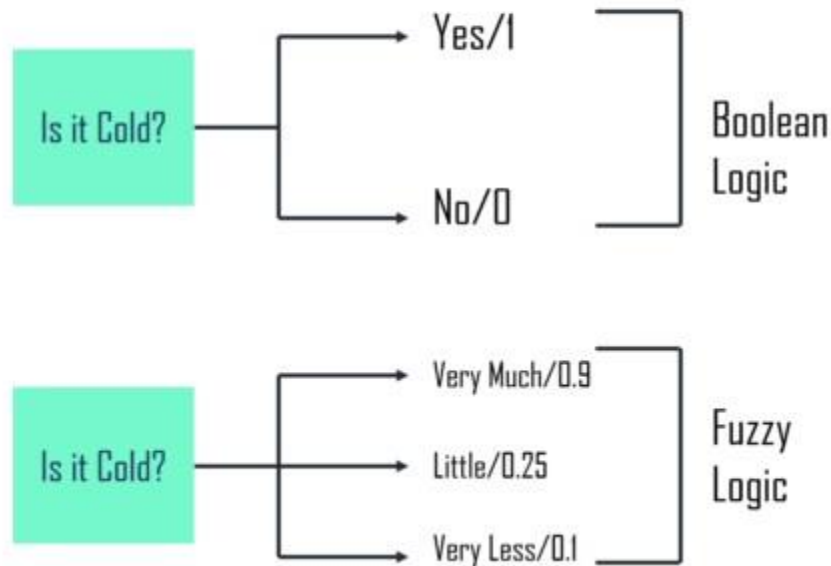 Is it Cold?
Yes/1
No/0
Boolean
Logic
Is it Cold?
Very Much/0.9
Little/0.25
Very Less/0.1
Fuzzy
Logic